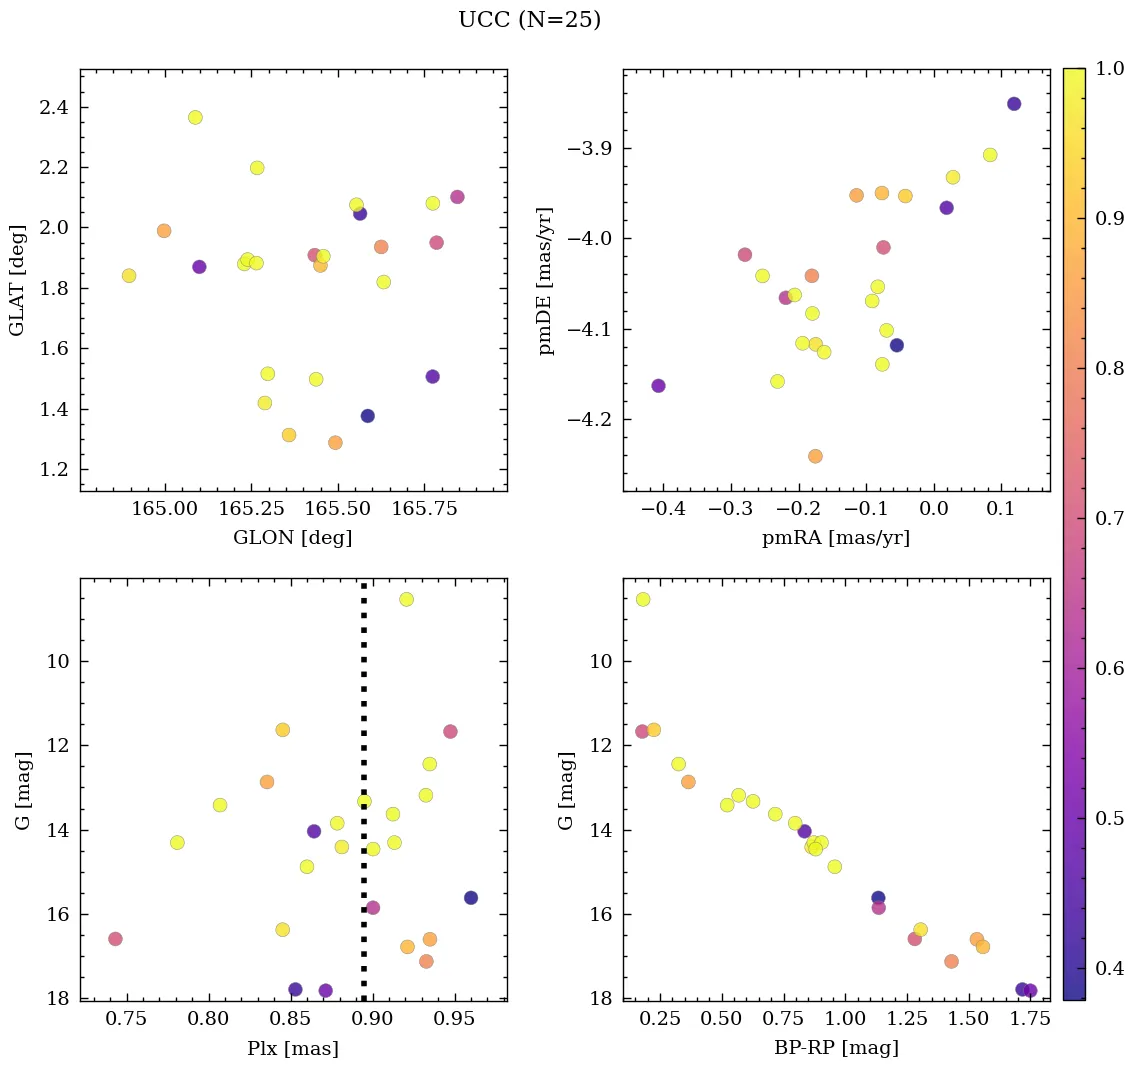 UCC (N=25)
2.4
2.2
2.0
1.8
1.6
1.4
1.2
GLAT [deg]
165.00 165.25 165.50 165.75
GLON [deg]
−3.9
−4.0
−4.1
−4.2
pmDE [mas/yr]
−0.4 −0.3 −0.2 −0.1 0.0 0.1
pmRA [mas/yr]
10
12
14
16
18
G [mag]
0.75 0.80 0.85 0.90 0.95
Plx [mas]
10
12
14
16
18
G [mag]
0.25 0.50 0.75 1.00 1.25 1.50 1.75
BP-RP [mag]
1.0
0.9
0.8
0.7
0.6
0.5
0.4